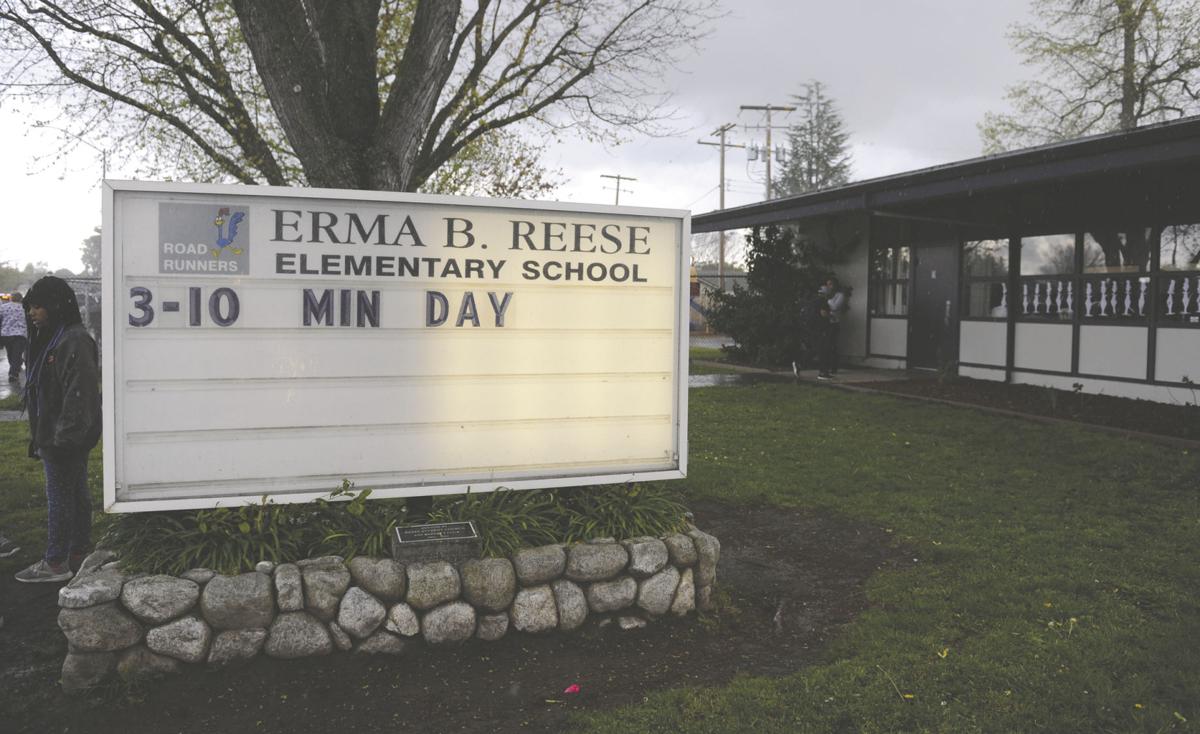 ROAD
RUNNERS
ERMA B. REESE
ELEMENTARY SCHOOL
3-10 MIN DAY